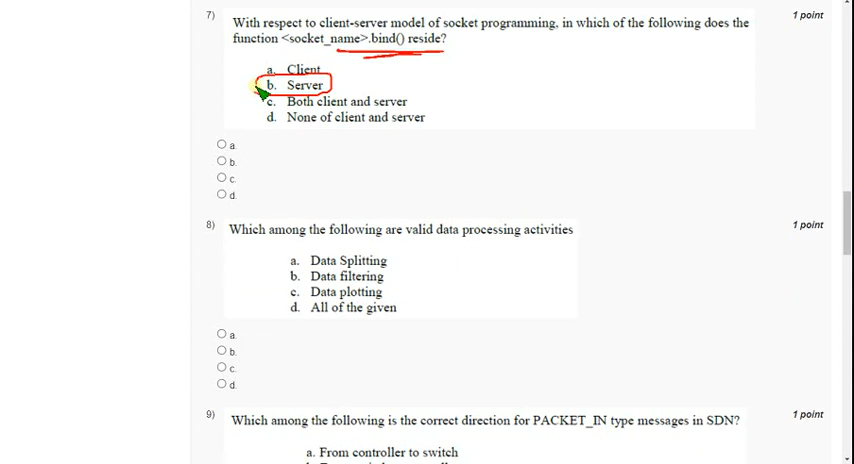 7) With respect to client-server model of socket programming, in which of the following does the 1 point
function <socket_name>.bind() reside?
a. Client
b. Server
c. Both client and server
d. None of client and server
a.
b.
c.
d.
8) Which among the following are valid data processing activities 1 point
a. Data Splitting
b. Data filtering
c. Data plotting
d. All of the given
a.
b.
c.
d.
9) Which among the following is the correct direction for PACKET_IN type messages in SDN? 1 point
a. From controller to switch